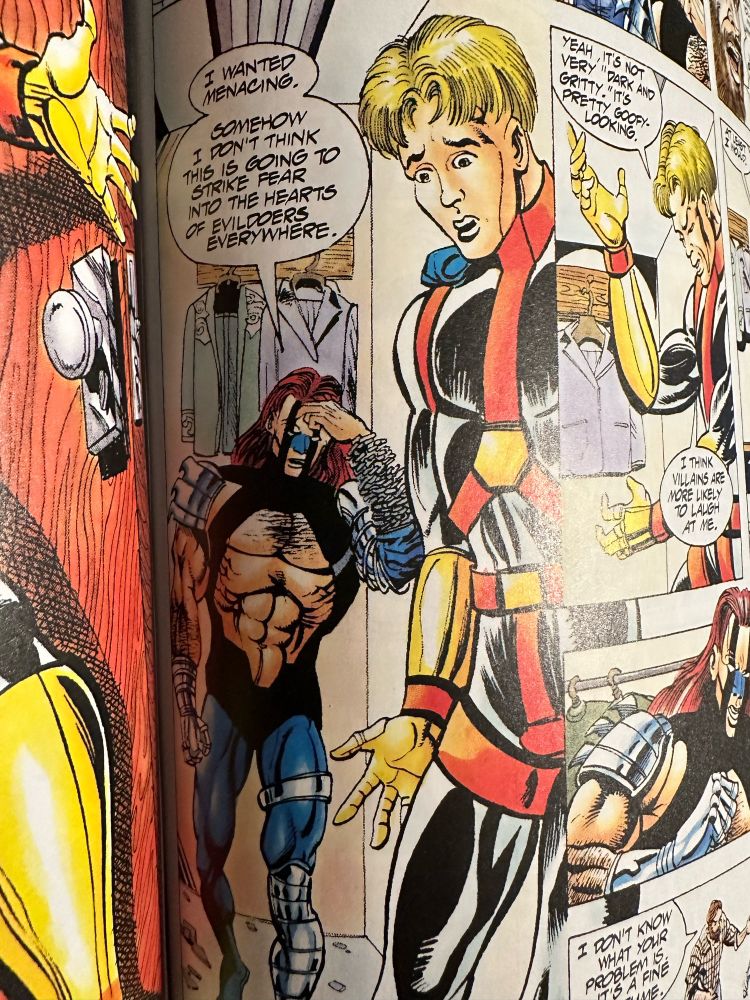 I WANTED
MENACING.
SOMEHOW
I DON'T THINK
THIS IS GOING TO
STRIKE FEAR
INTO THE HEARTS
OF EVILDOERS
EVERYWHERE.
YEAH, IT'S NOT
VERY "DARK AND
GRITTY." IT'S
PRETTY GOOFY-
LOOKING.
I THINK
VILLAINS ARE
MORE LIKELY
TO LAUGH
AT ME.
I DON'T KNOW
WHAT YOUR
PROBLEM IS.
IT'S A FINE